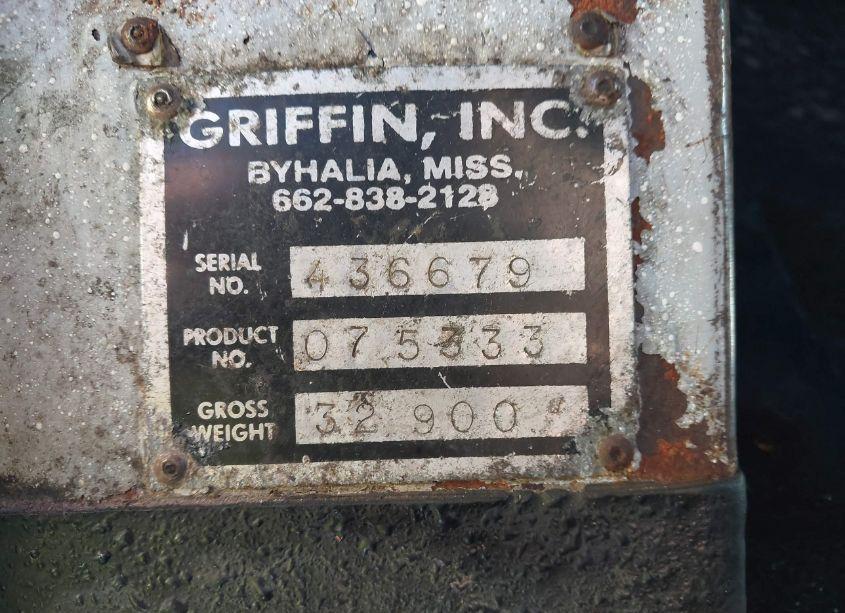 GRIFFIN, INC.
BYHALIA, MISS.
662-838-2128
SERIAL NO. 436679
PRODUCT NO. 075333
GROSS WEIGHT 32 900#